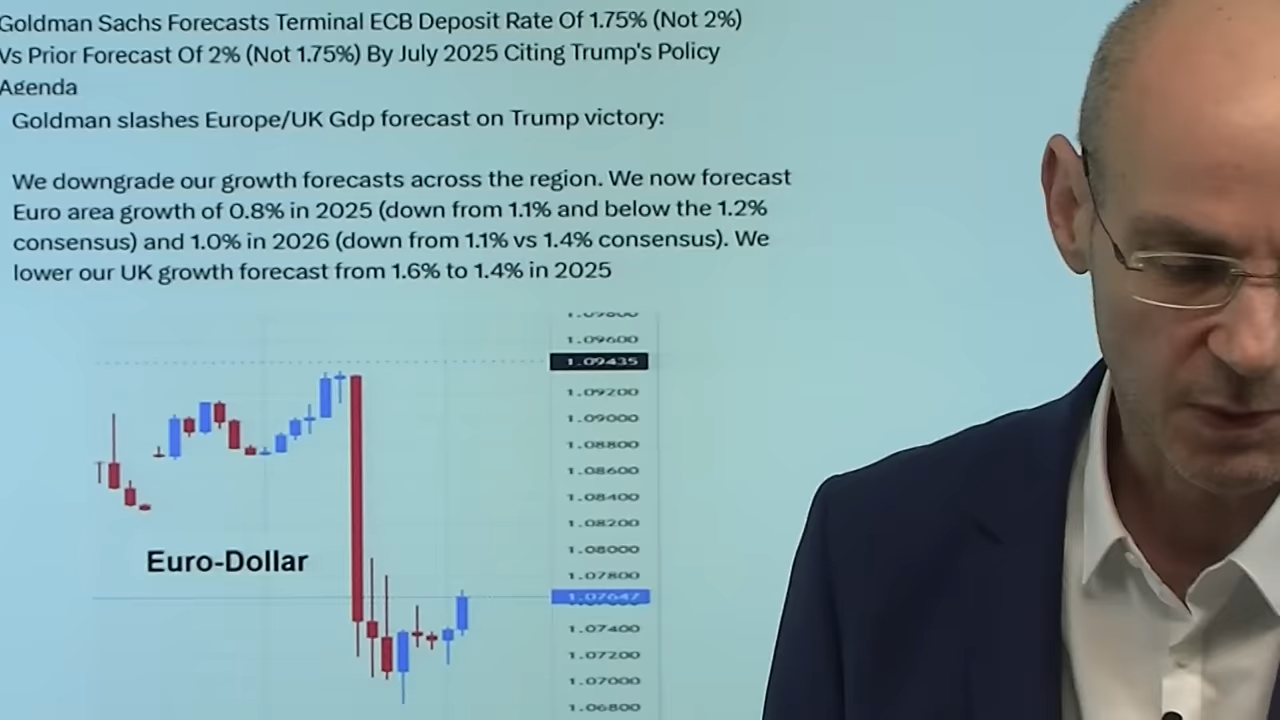 Goldman Sachs Forecasts Terminal ECB Deposit Rate Of 1.75% (Not 2%)
Vs Prior Forecast Of 2% (Not 1.75%) By July 2025 Citing Trump's Policy
Agenda
Goldman slashes Europe/UK Gdp forecast on Trump victory:
We downgrade our growth forecasts across the region. We now forecast
Euro area growth of 0.8% in 2025 (down from 1.1% and below the 1.2%
consensus) and 1.0% in 2026 (down from 1.1% vs 1.4% consensus). We
lower our UK growth forecast from 1.6% to 1.4% in 2025
1.09600
1.09435
1.09200
1.09000
1.08800
1.08600
1.08400
1.08200
1.08000
Euro-Dollar
1.07800
1.07647
1.07400
1.07200
1.07000
1.06800